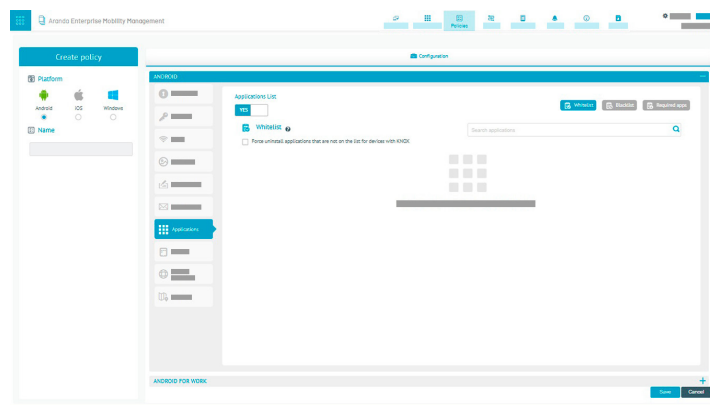 Aranda Enterprise Mobility Management
Policies
Create policy
Configuration
Platform
Android
iOS
Windows
Name
ANDROID
Applications List
YES
Whitelist
Blacklist
Required apps
Whitelist
Search applications
Force uninstall applications that are not on the list for devices with KNOX
Applications
ANDROID FOR WORK
Save
Cancel